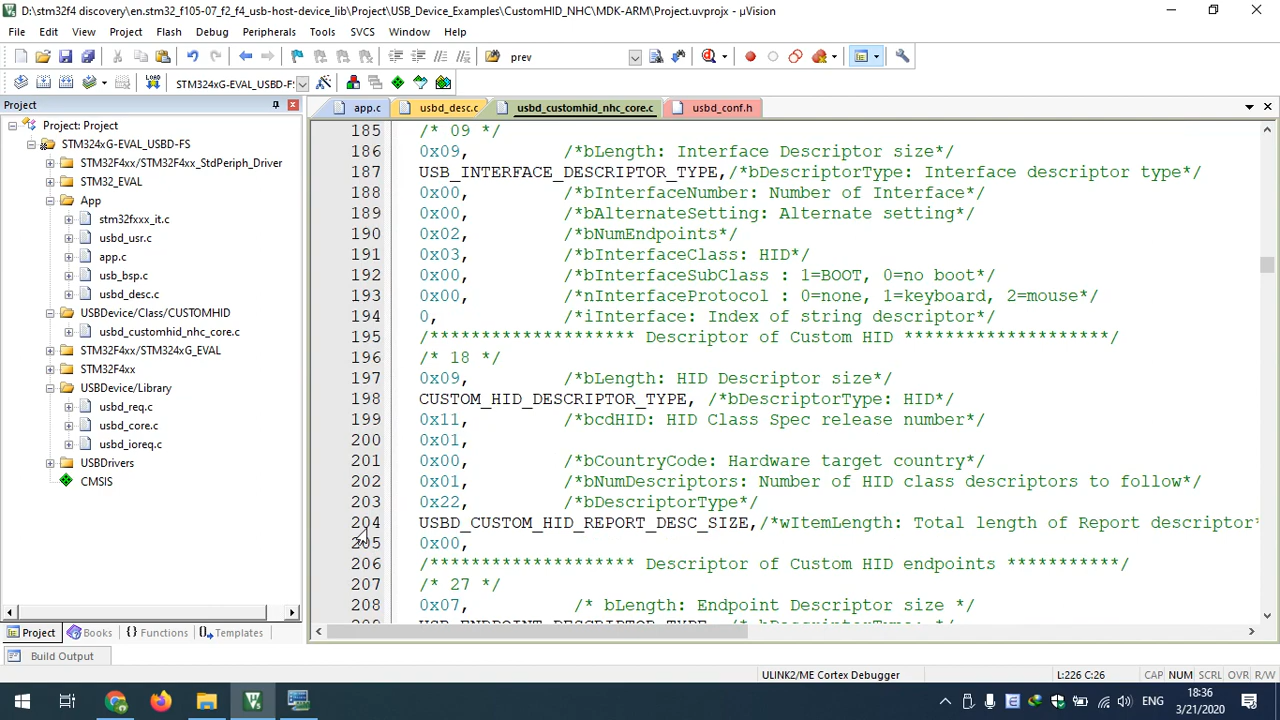 D:\stm32f4 discovery\en.stm32_f105-07_f2_f4_usb-host-device_lib\Project\USB_Device_Examples\CustomHID_NHC\MDK-ARM\Project.uvprojx - µVision
File Edit View Project Flash Debug Peripherals Tools SVCS Window Help
prev
LOAD STM324xG-EVAL_USBD-F:
Project
app.c usbd_desc.c usbd_customhid_nhc_core.c usbd_conf.h
Project: Project
STM324xG-EVAL_USBD-FS
STM32F4xx/STM32F4xx_StdPeriph_Driver
STM32_EVAL
App
stm32fxxx_it.c
usbd_usr.c
app.c
usb_bsp.c
usbd_desc.c
USBDevice/Class/CUSTOMHID
usbd_customhid_nhc_core.c
STM32F4xx/STM324xG_EVAL
STM32F4xx
USBDevice/Library
usbd_req.c
usbd_core.c
usbd_ioreq.c
USBDrivers
CMSIS
185 /* 09 */
186 0x09, /*bLength: Interface Descriptor size*/
187 USB_INTERFACE_DESCRIPTOR_TYPE,/*bDescriptorType: Interface descriptor type*/
188 0x00, /*bInterfaceNumber: Number of Interface*/
189 0x00, /*bAlternateSetting: Alternate setting*/
190 0x02, /*bNumEndpoints*/
191 0x03, /*bInterfaceClass: HID*/
192 0x00, /*bInterfaceSubClass : 1=BOOT, 0=no boot*/
193 0x00, /*nInterfaceProtocol : 0=none, 1=keyboard, 2=mouse*/
194 0, /*iInterface: Index of string descriptor*/
195 /******************** Descriptor of Custom HID ********************/
196 /* 18 */
197 0x09, /*bLength: HID Descriptor size*/
198 CUSTOM_HID_DESCRIPTOR_TYPE, /*bDescriptorType: HID*/
199 0x11, /*bcdHID: HID Class Spec release number*/
200 0x01,
201 0x00, /*bCountryCode: Hardware target country*/
202 0x01, /*bNumDescriptors: Number of HID class descriptors to follow*/
203 0x22, /*bDescriptorType*/
204 USBD_CUSTOM_HID_REPORT_DESC_SIZE,/*wItemLength: Total length of Report descriptor*
205 0x00,
206 /******************** Descriptor of Custom HID endpoints ***********/
207 /* 27 */
208 0x07, /* bLength: Endpoint Descriptor size */
209 USB_ENDPOINT_DESCRIPTOR_TYPE, /* bDescriptorType: */
Project Books Functions Templates
Build Output
ULINK2/ME Cortex Debugger L:226 C:26 CAP NUM SCRL OVR R/W
ENG 18:36
3/21/2020